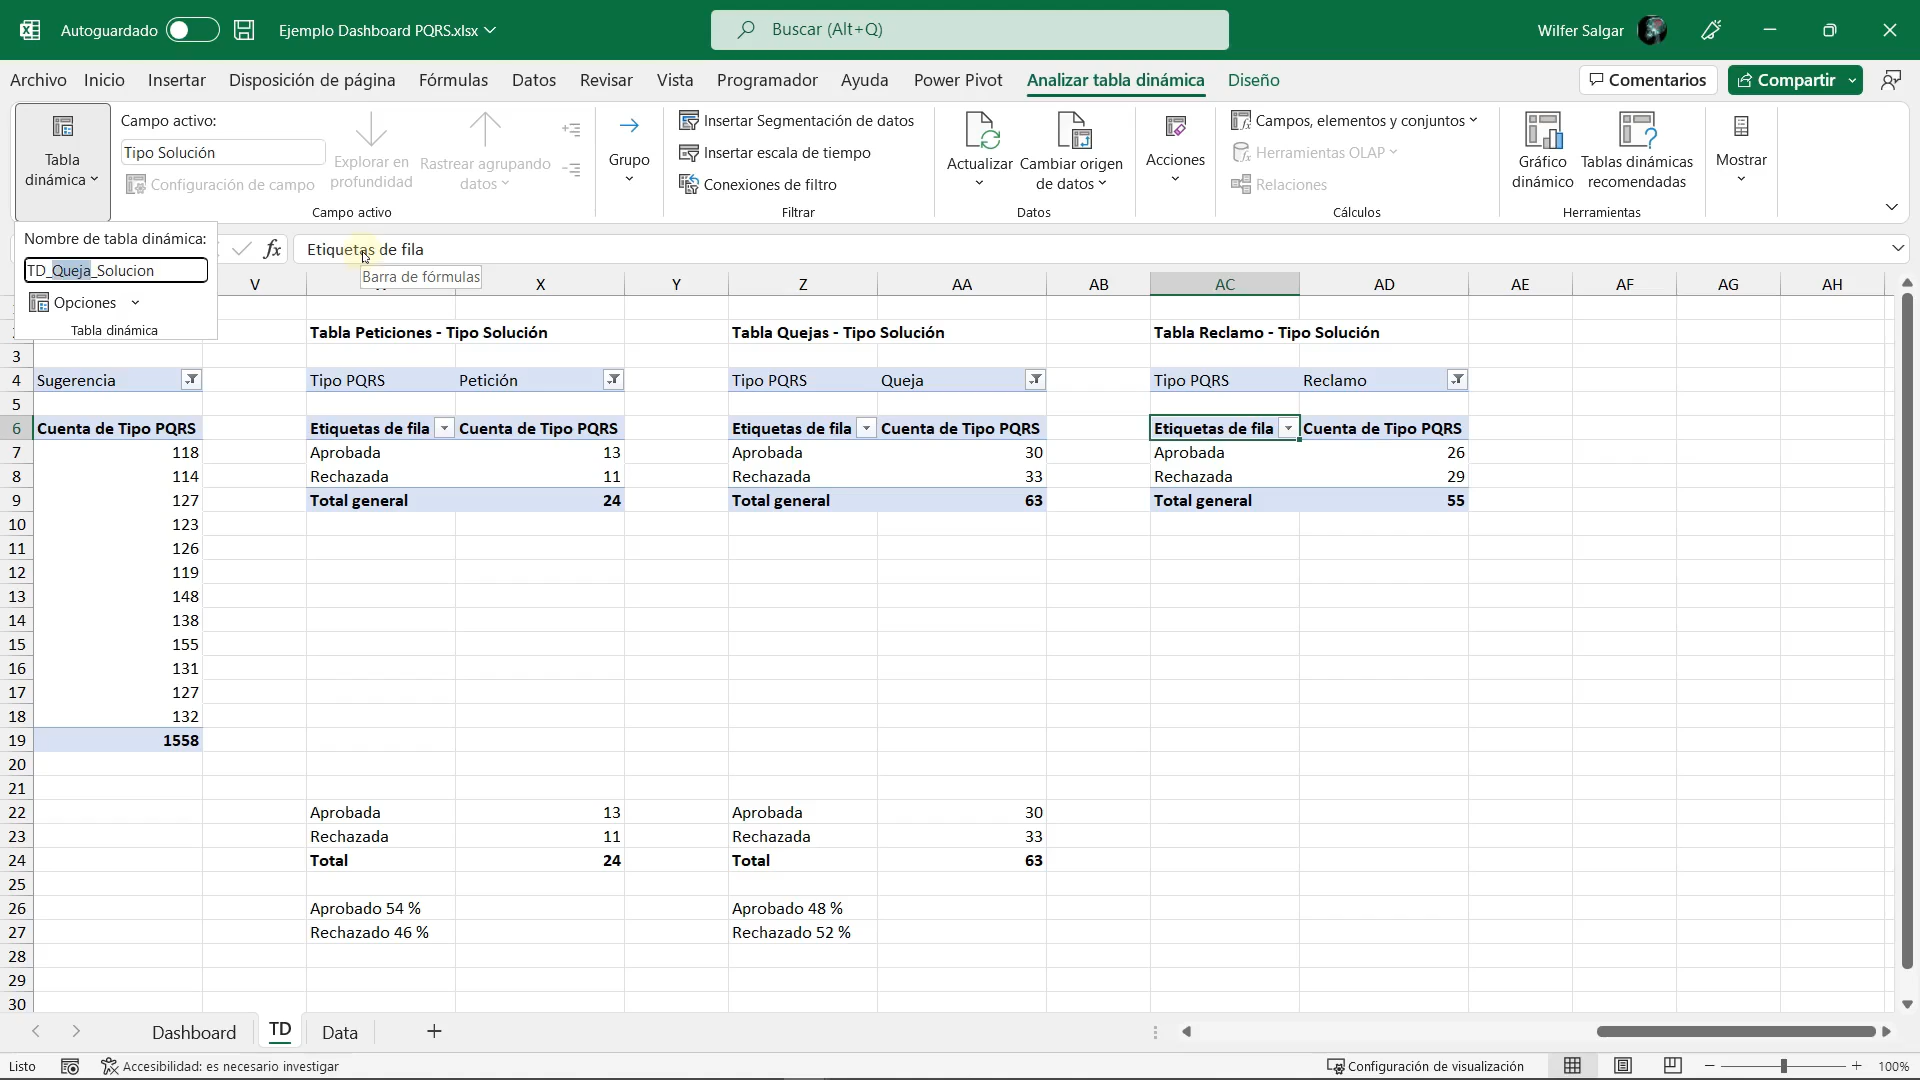 Autoguardado
Ejemplo Dashboard PQRS.xlsx
Buscar (Alt+Q)
Wilfer Salgar
Archivo Inicio Insertar Disposición de página Fórmulas Datos Revisar Vista Programador Ayuda Power Pivot Analizar tabla dinámica Diseño
Comentarios
Compartir
Tabla dinámica
Campo activo:
Tipo Solución
Configuración de campo
Explorar en profundidad
Rastrear agrupando datos
Campo activo
Grupo
Insertar Segmentación de datos
Insertar escala de tiempo
Conexiones de filtro
Filtrar
Actualizar
Cambiar origen de datos
Datos
Acciones
Campos, elementos y conjuntos
Herramientas OLAP
Relaciones
Cálculos
Gráfico dinámico
Tablas dinámicas recomendadas
Herramientas
Mostrar
Nombre de tabla dinámica:
TD_Queja_Solucion
Opciones
Tabla dinámica
fx
Etiquetas de fila
Barra de fórmulas
V X Y Z AA AB AC AD AE AF AG AH
Tabla Peticiones - Tipo Solución Tabla Quejas - Tipo Solución Tabla Reclamo - Tipo Solución
3
4 Sugerencia Tipo PQRS Petición Tipo PQRS Queja Tipo PQRS Reclamo
5
6 Cuenta de Tipo PQRS Etiquetas de fila Cuenta de Tipo PQRS Etiquetas de fila Cuenta de Tipo PQRS Etiquetas de fila Cuenta de Tipo PQRS
7 118 Aprobada 13 Aprobada 30 Aprobada 26
8 114 Rechazada 11 Rechazada 33 Rechazada 29
9 127 Total general 24 Total general 63 Total general 55
10 123
11 126
12 119
13 148
14 138
15 155
16 131
17 127
18 132
19 1558
20
21
22 Aprobada 13 Aprobada 30
23 Rechazada 11 Rechazada 33
24 Total 24 Total 63
25
26 Aprobado 54 % Aprobado 48 %
27 Rechazado 46 % Rechazado 52 %
28
29
30
Dashboard TD Data
Listo
Accesibilidad: es necesario investigar
Configuración de visualización
100%